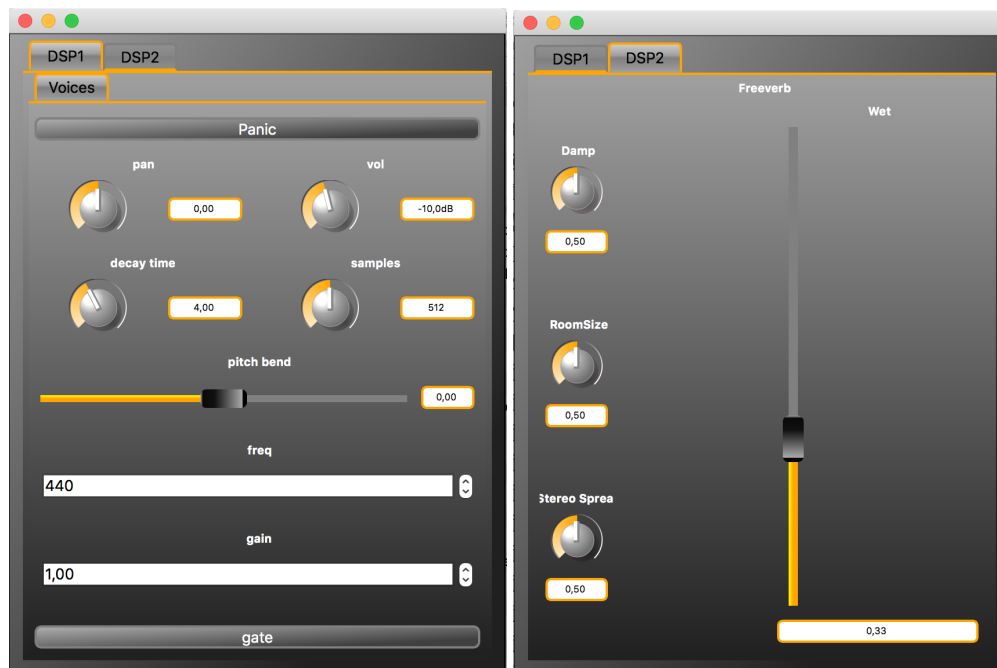 DSP1 DSP2
Voices
Panic
pan vol
0,00 -10,0dB
decay time samples
4,00 512
pitch bend
0,00
freq
440
gain
1,00
gate
DSP1 DSP2
Freeverb
Wet
Damp
0,50
RoomSize
0,50
Stereo Sprea
0,50
0,33